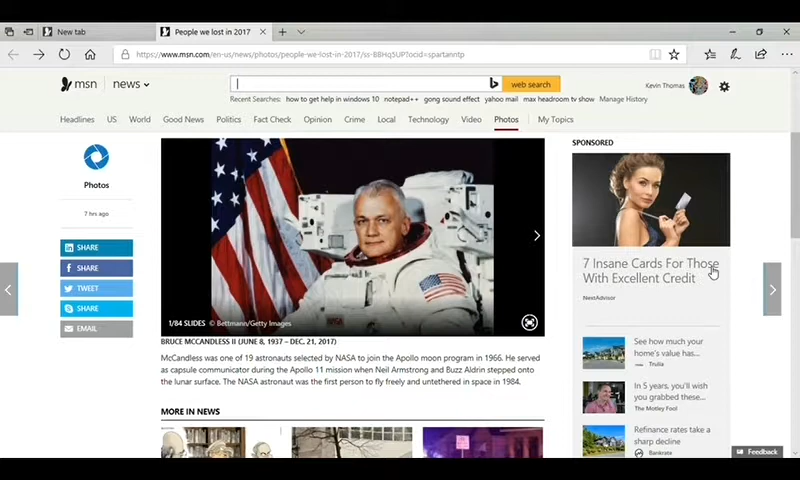 New tab
People we lost in 2017
https://www.msn.com/en-us/news/photos/people-we-lost-in-2017/ss-BBHq5UP?ocid=spartanntp
msn
news
web search
Kevin Thomas
Recent Searches: how to get help in windows 10 notepad++ gong sound effect yahoo mail max headroom tv show Manage History
Headlines US World Good News Politics Fact Check Opinion Crime Local Technology Video Photos My Topics
Photos
7 hrs ago
SHARE
SHARE
TWEET
SHARE
EMAIL
1/84 SLIDES © Bettmann/Getty Images
BRUCE MCCANDLESS II (JUNE 8, 1937 – DEC. 21, 2017)
McCandless was one of 19 astronauts selected by NASA to join the Apollo moon program in 1966. He served
as capsule communicator during the Apollo 11 mission when Neil Armstrong and Buzz Aldrin stepped onto
the lunar surface. The NASA astronaut was the first person to fly freely and untethered in space in 1984.
MORE IN NEWS
SPONSORED
7 Insane Cards For Those
With Excellent Credit
NextAdvisor
See how much your
home's value has...
Trulia
In 5 years, you'll wish
you grabbed these...
The Motley Fool
Refinance rates take a
sharp decline
Bankrate
Feedback